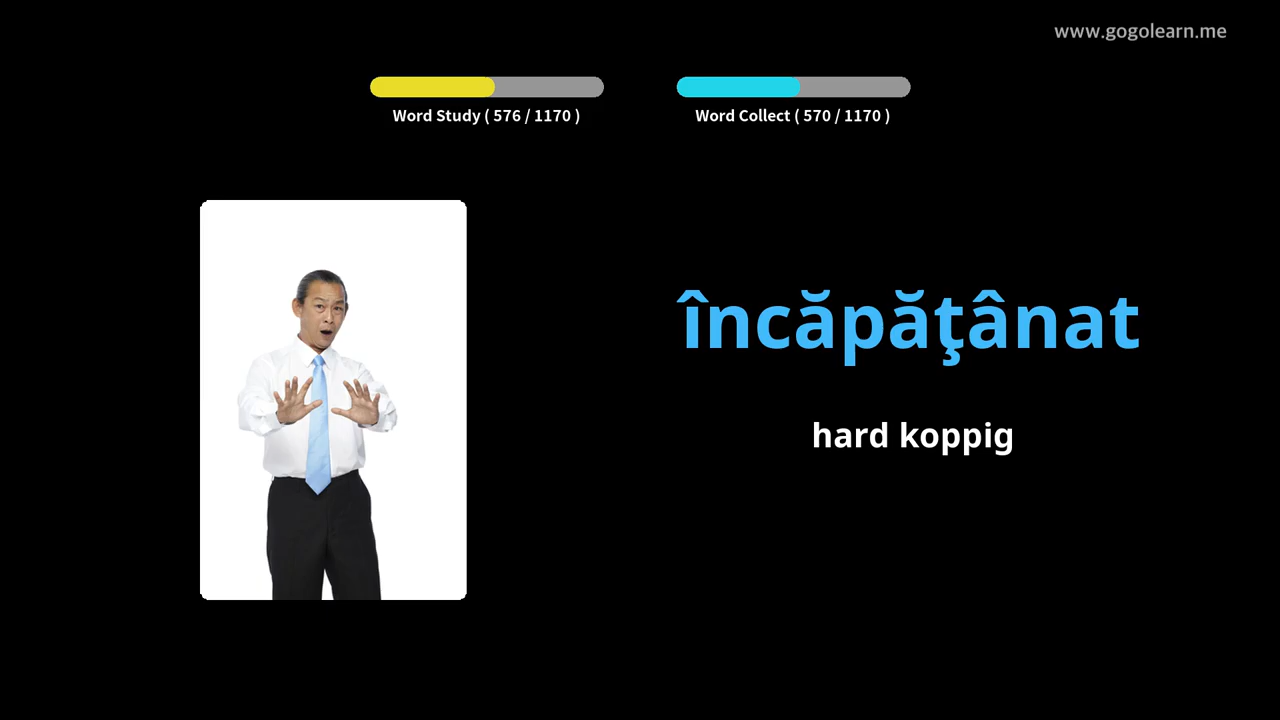 www.gogolearn.me
Word Study ( 576 / 1170 )
Word Collect ( 570 / 1170 )
încăpăţânat
hard koppig